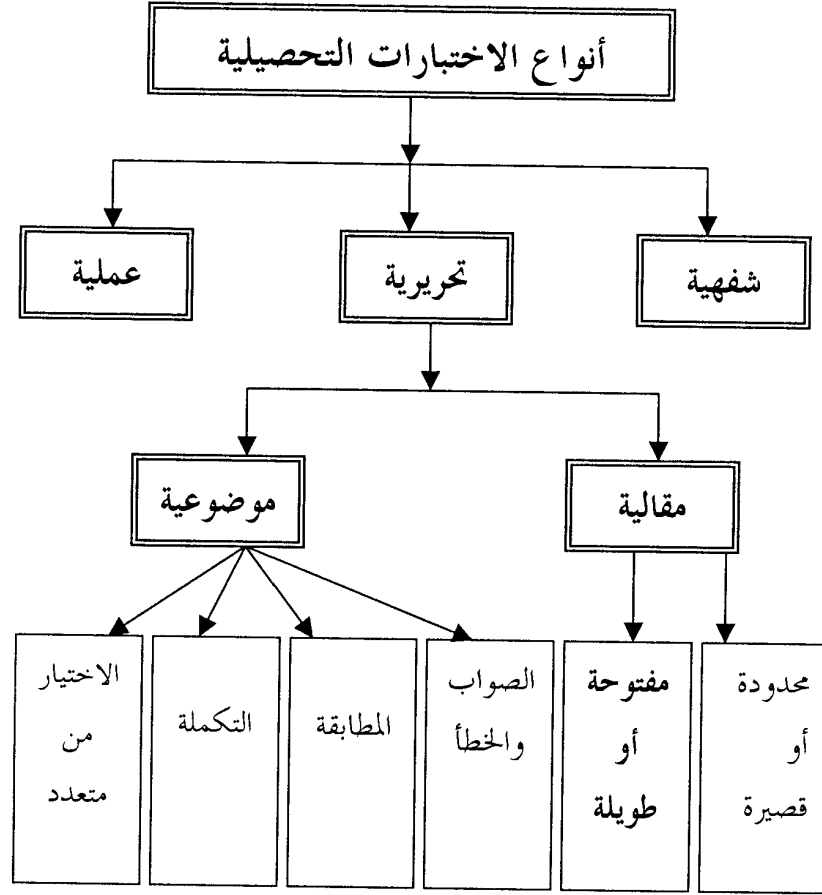 أنواع الاختبارات التحصيلية
شفهية
تحريرية
عملية
مقالية
موضوعية
محدودة
أو
قصيرة
مفتوحة
أو
طويلة
الصواب
والخطأ
المطابقة
التكملة
الاختيار
من
متعدد